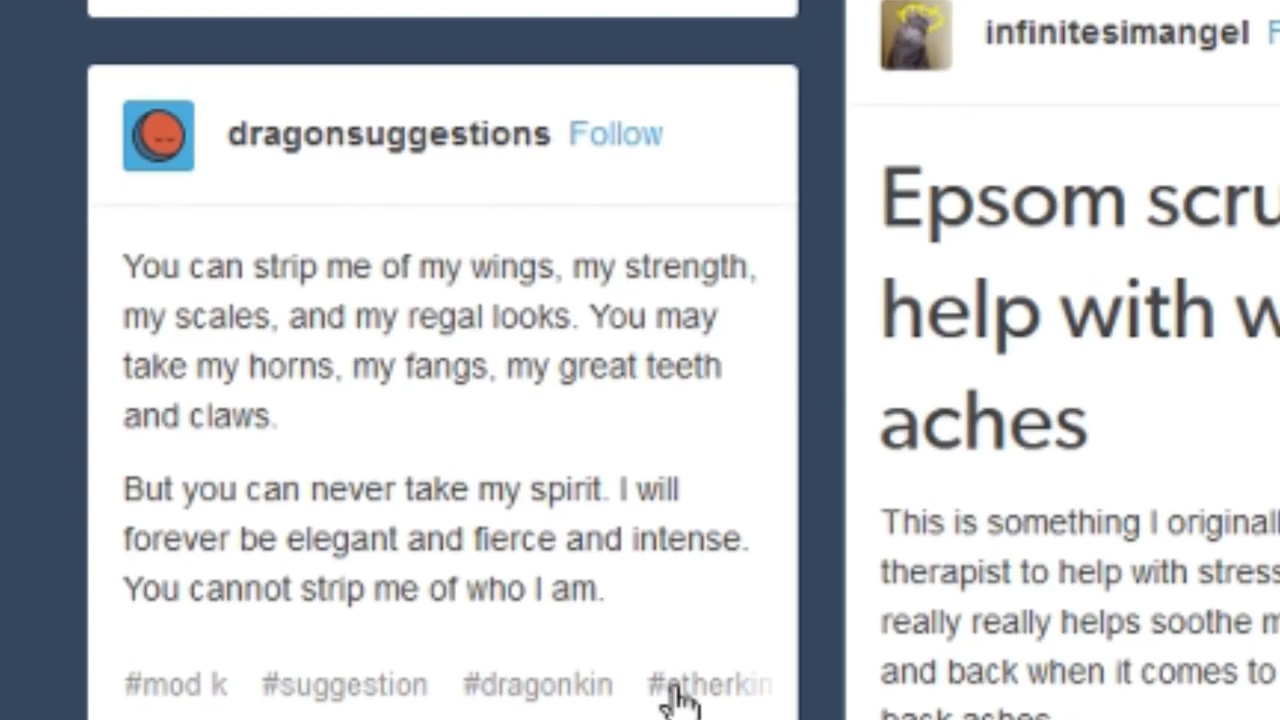 dragonsuggestions Follow
You can strip me of my wings, my strength,
my scales, and my regal looks. You may
take my horns, my fangs, my great teeth
and claws.
But you can never take my spirit. I will
forever be elegant and fierce and intense.
You cannot strip me of who I am.
#mod k #suggestion #dragonkin #otherkin
infinitesimangel F
Epsom scru
help with w
aches
This is something I originall
therapist to help with stress
really really helps soothe m
and back when it comes to
back aches